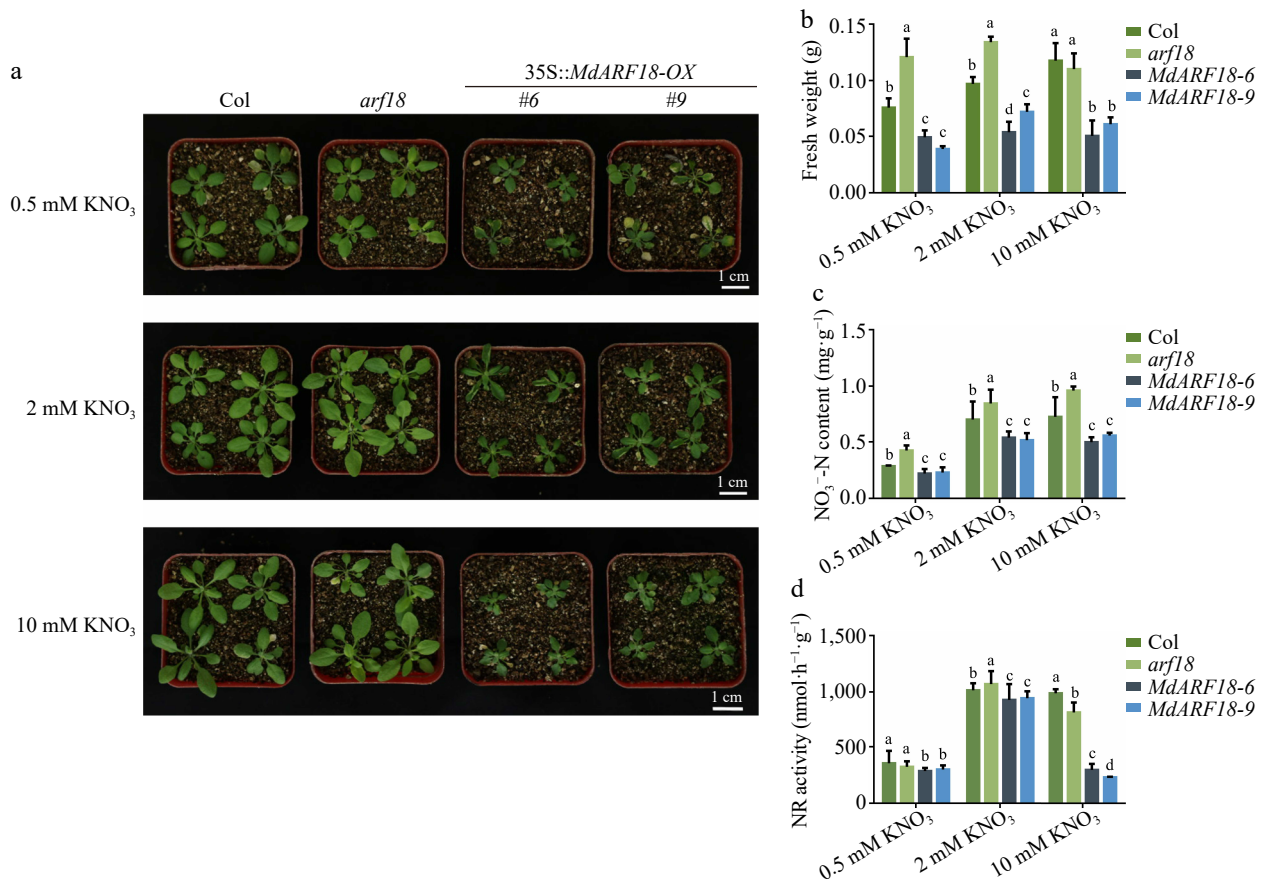 a
35S::MdARF18-OX
Col
arf18
#6
#9
0.5 mM KNO₃
1 cm
2 mM KNO₃
1 cm
10 mM KNO₃
1 cm
b
Fresh weight (g)
0.15
0.10
0.05
0.00
b a c c
b a d c
a a b b
0.5 mM KNO₃
2 mM KNO₃
10 mM KNO₃
Col
arf18
MdARF18-6
MdARF18-9
c
NO₃⁻-N content (mg·g⁻¹)
1.5
1.0
0.5
0.0
b a c c
b a c c
b a c c
0.5 mM KNO₃
2 mM KNO₃
10 mM KNO₃
Col
arf18
MdARF18-6
MdARF18-9
d
NR activity (nmol·h⁻¹·g⁻¹)
1,500
1,000
500
0
a a b b
b a c c
a b c d
0.5 mM KNO₃
2 mM KNO₃
10 mM KNO₃
Col
arf18
MdARF18-6
MdARF18-9